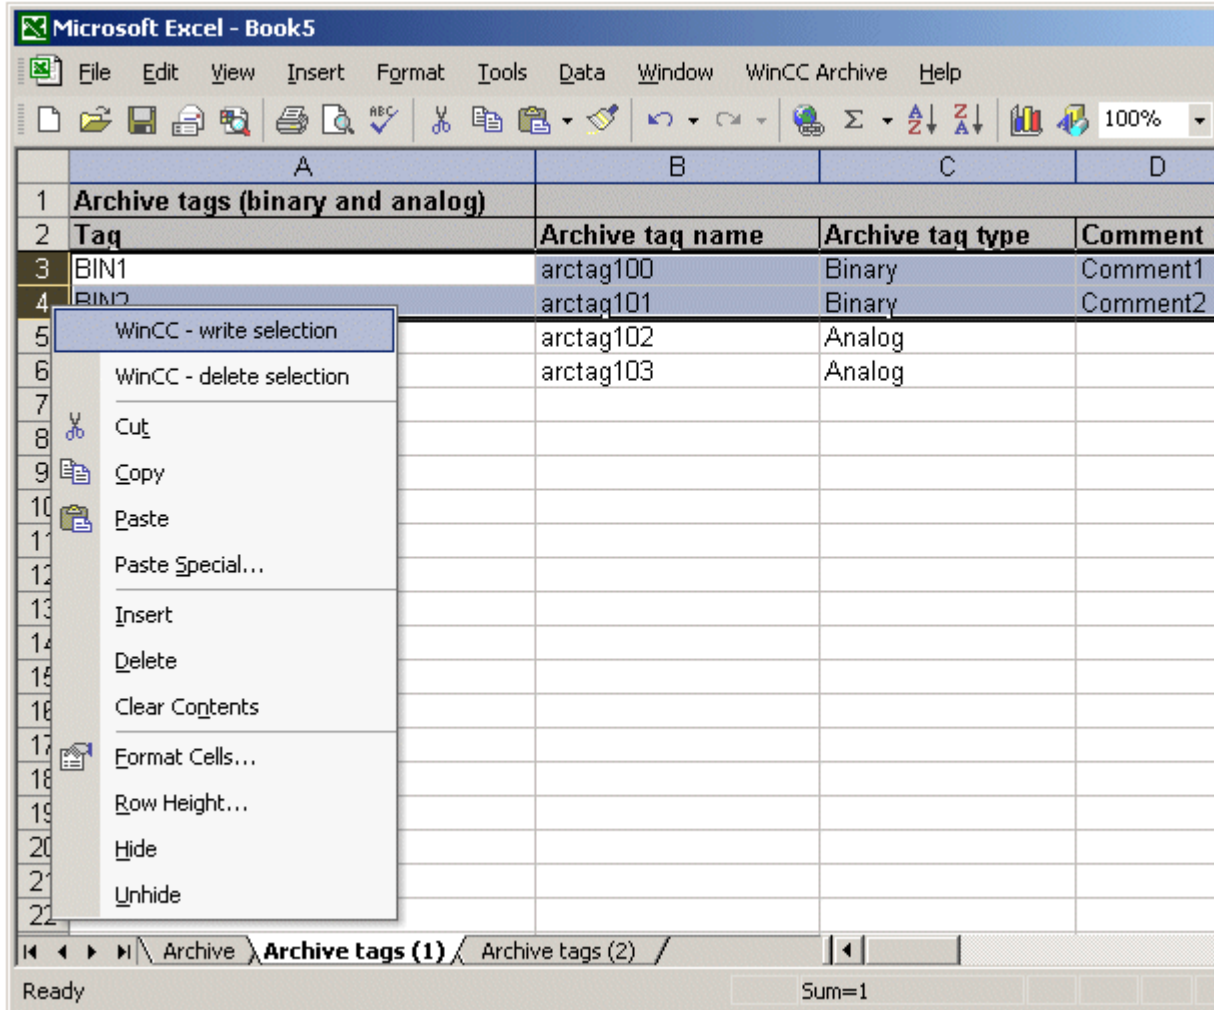 Microsoft Excel - Book5
File Edit View Insert Format Tools Data Window WinCC Archive Help
ABC Σ A Z Z A 100%
A B C D
1 Archive tags (binary and analog)
2 Tag Archive tag name Archive tag type Comment
3 BIN1 arctag100 Binary Comment1
4 BIN2 arctag101 Binary Comment2
5 arctag102 Analog
6 arctag103 Analog
7
8
9
WinCC - write selection
WinCC - delete selection
Cut
Copy
Paste
Paste Special...
Insert
Delete
Clear Contents
Format Cells...
Row Height...
Hide
Unhide
Archive Archive tags (1) Archive tags (2)
Ready Sum=1